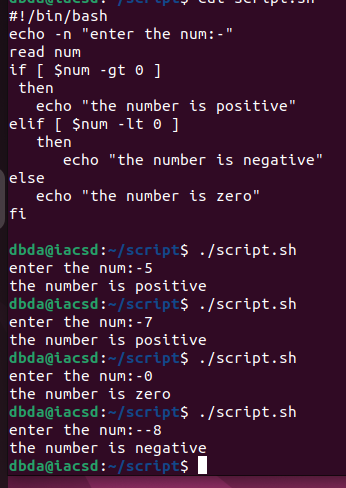 cat script.sh
#!/bin/bash
echo -n "enter the num:-"
read num
if [ $num -gt 0 ]
 then
   echo "the number is positive"
elif [ $num -lt 0 ]
   then
      echo "the number is negative"
else
   echo "the number is zero"
fi

dbda@iacsd:~/script$ ./script.sh
enter the num:-5
the number is positive
dbda@iacsd:~/script$ ./script.sh
enter the num:-7
the number is positive
dbda@iacsd:~/script$ ./script.sh
enter the num:-0
the number is zero
dbda@iacsd:~/script$ ./script.sh
enter the num:--8
the number is negative
dbda@iacsd:~/script$